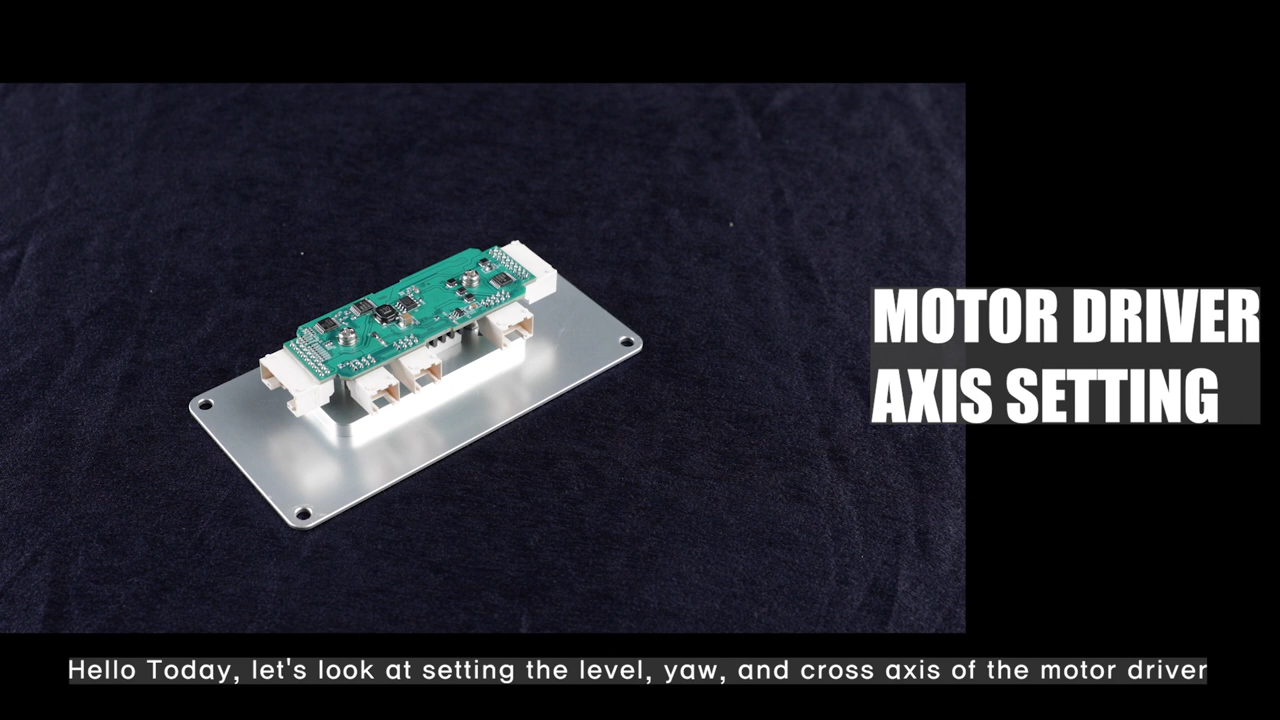 MOTOR DRIVER
AXIS SETTING
Hello Today, let's look at setting the level, yaw, and cross axis of the motor driver